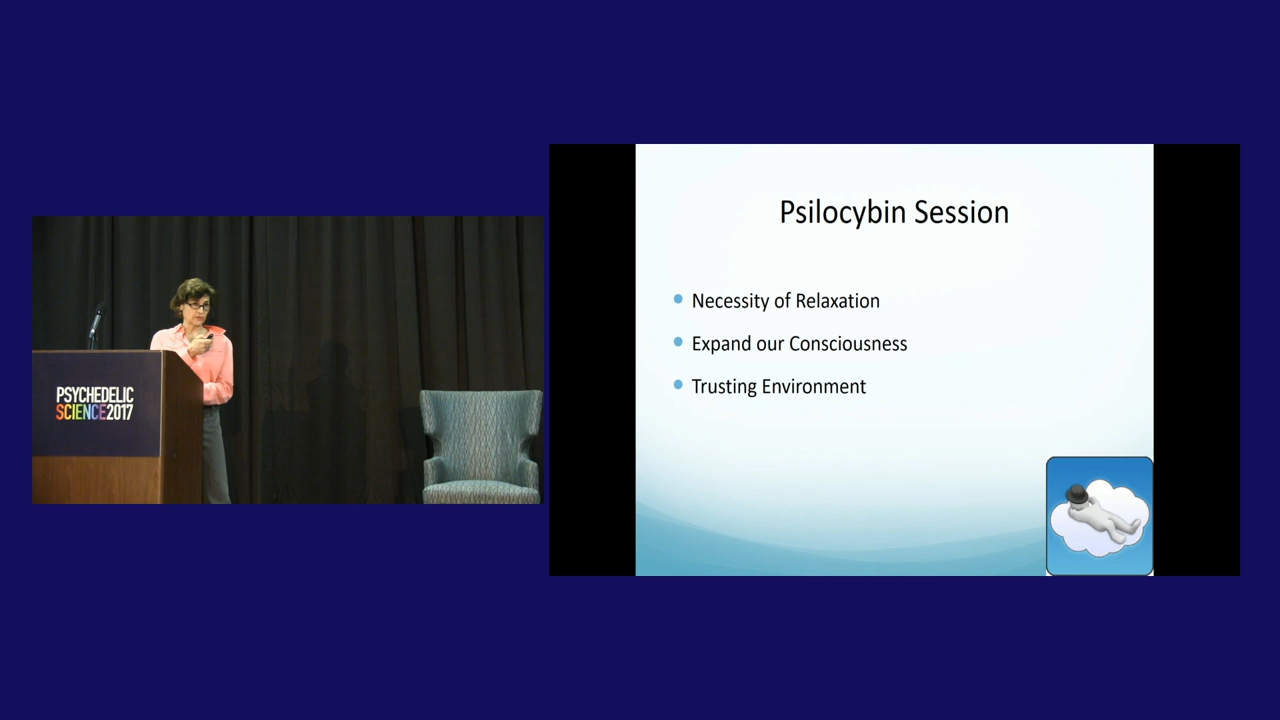 PSYCHEDELIC
SCIENCE2017
Psilocybin Session
Necessity of Relaxation
Expand our Consciousness
Trusting Environment